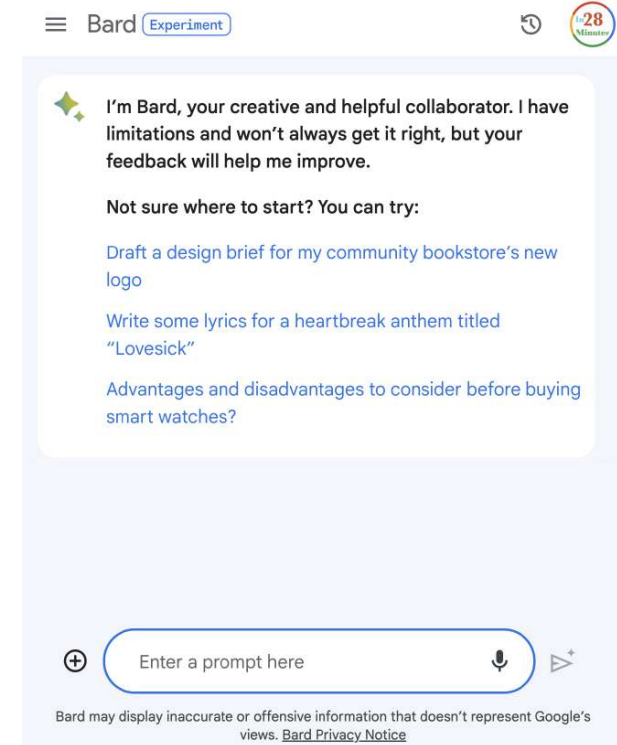 Bard Experiment
In28
Minutes
I’m Bard, your creative and helpful collaborator. I have
limitations and won’t always get it right, but your
feedback will help me improve.
Not sure where to start? You can try:
Draft a design brief for my community bookstore’s new
logo
Write some lyrics for a heartbreak anthem titled
“Lovesick”
Advantages and disadvantages to consider before buying
smart watches?
Enter a prompt here
Bard may display inaccurate or offensive information that doesn’t represent Google’s
views. Bard Privacy Notice